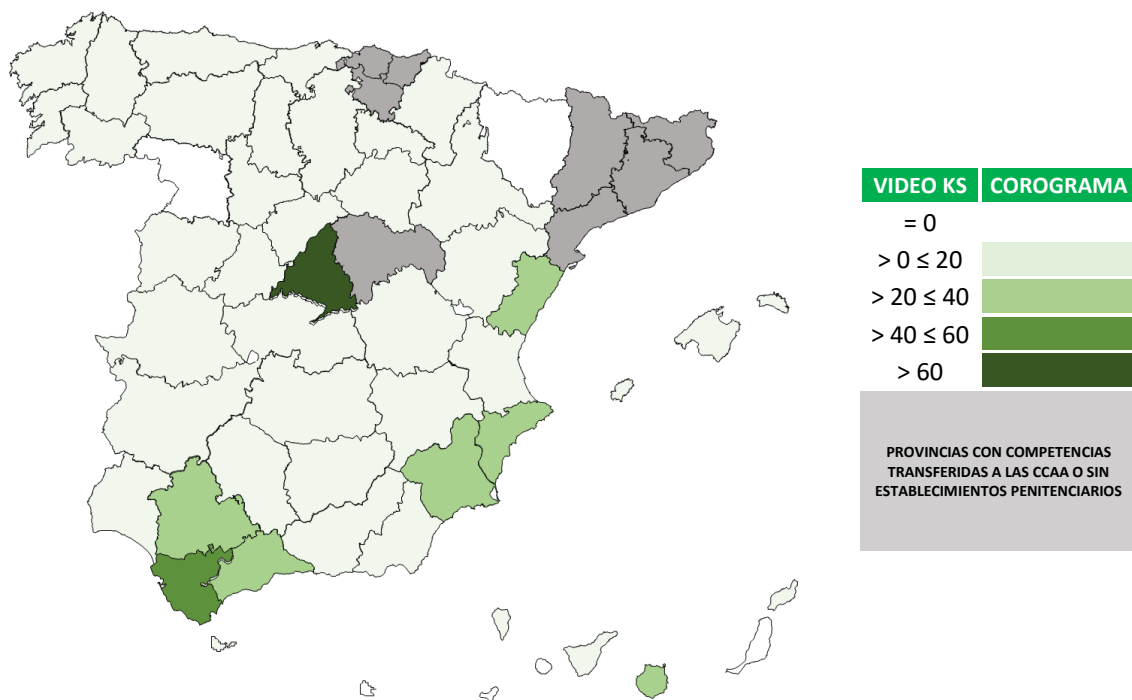 VIDEO KS COROGRAMA
= 0
> 0 ≤ 20
> 20 ≤ 40
> 40 ≤ 60
> 60
PROVINCIAS CON COMPETENCIAS
TRANSFERIDAS A LAS CCAA O SIN
ESTABLECIMIENTOS PENITENCIARIOS